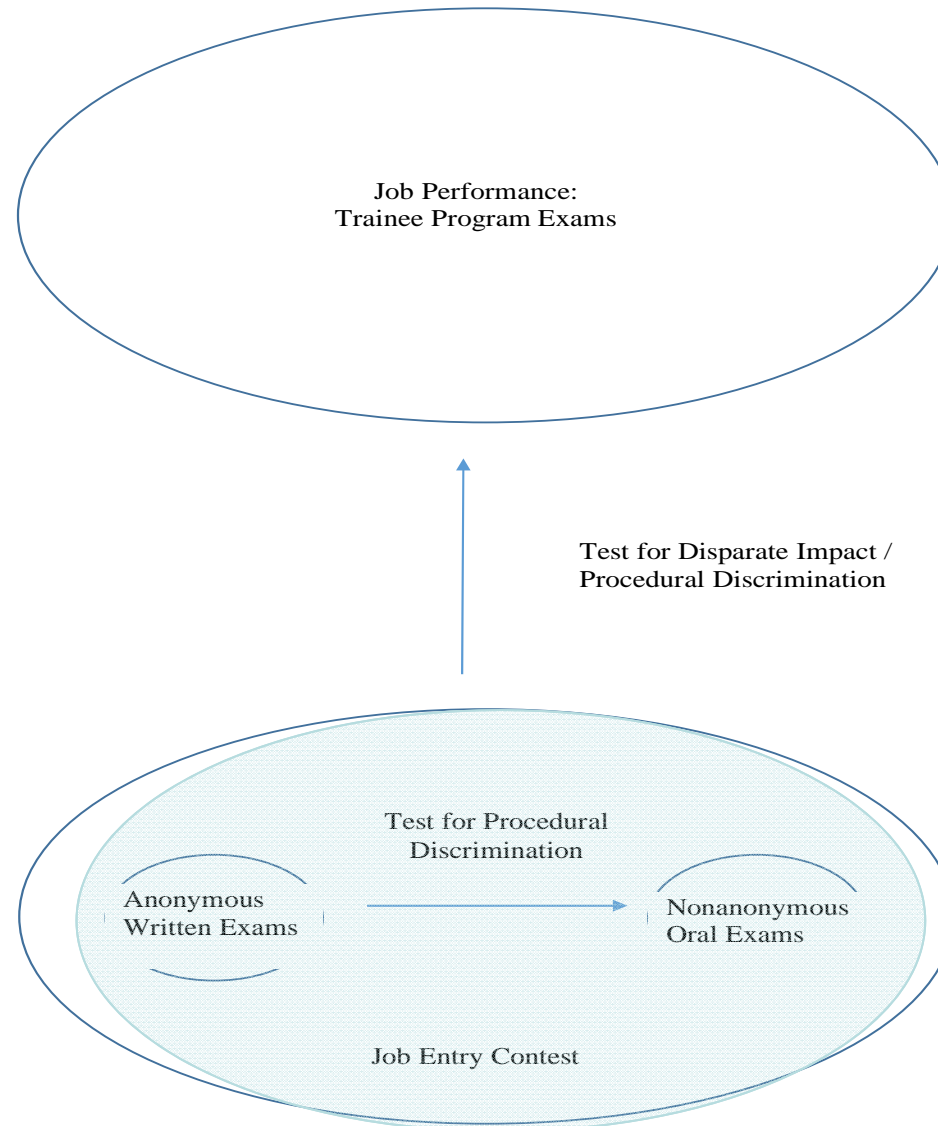 Job Performance:
Trainee Program Exams
Test for Disparate Impact /
Procedural Discrimination
Test for Procedural
Discrimination
Anonymous
Written Exams
Nonanonymous
Oral Exams
Job Entry Contest